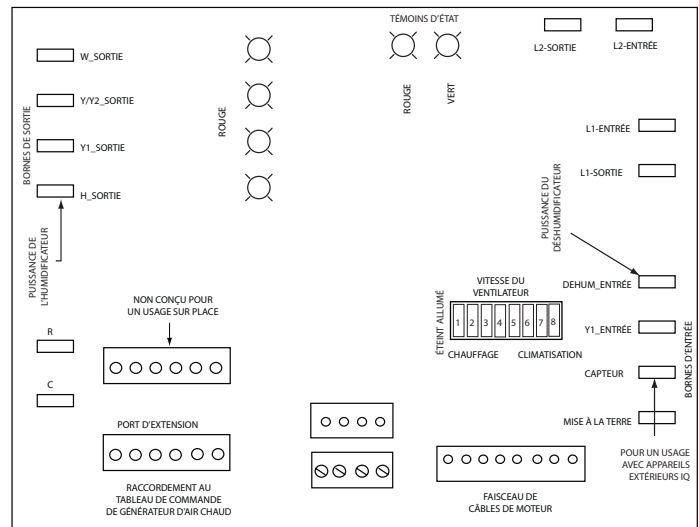 TÉMOINS D'ÉTAT
ROUGE
VERT
L2-SORTIE
L2-ENTRÉE
L1-ENTRÉE
L1-SORTIE
W_SORTIE
Y/Y2_SORTIE
Y1_SORTIE
H_SORTIE
BORNES DE SORTIE
ROUGE
PUISSANCE DE
L'HUMIDIFICATEUR
R
C
NON CONÇU POUR
UN USAGE SUR PLACE
PORT D'EXTENSION
RACCORDEMENT AU
TABLEAU DE COMMANDE
DE GÉNÉRATEUR D'AIR CHAUD
PUISSANCE DU
DÉSHUMIDIFICATEUR
VITESSE DU
VENTILATEUR
ÉTEINT ALLUMÉ
1 2 3 4 5 6 7 8
CHAUFFAGE CLIMATISATION
DEHUM_ENTRÉE
Y1_ENTRÉE
CAPTEUR
MISE À LA TERRE
BORNES D'ENTRÉE
POUR UN USAGE
AVEC APPAREILS
EXTÉRIEURS IQ
FAISCEAU DE
CÂBLES DE MOTEUR